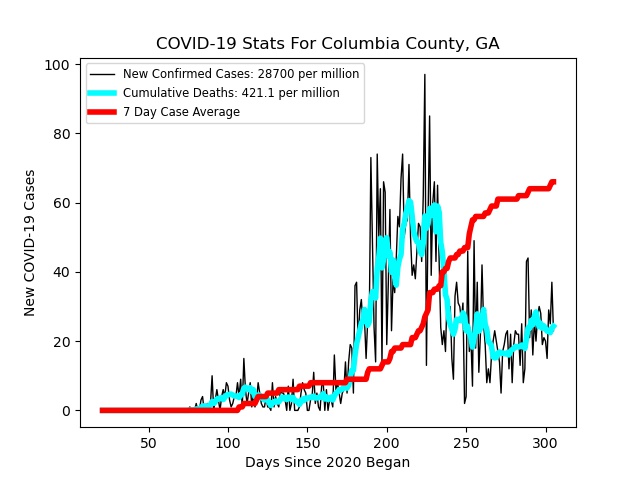 COVID-19 Stats For Columbia County, GA
New Confirmed Cases: 28700 per million
Cumulative Deaths: 421.1 per million
7 Day Case Average
New COVID-19 Cases
100
80
60
40
20
0
50 100 150 200 250 300
Days Since 2020 Began